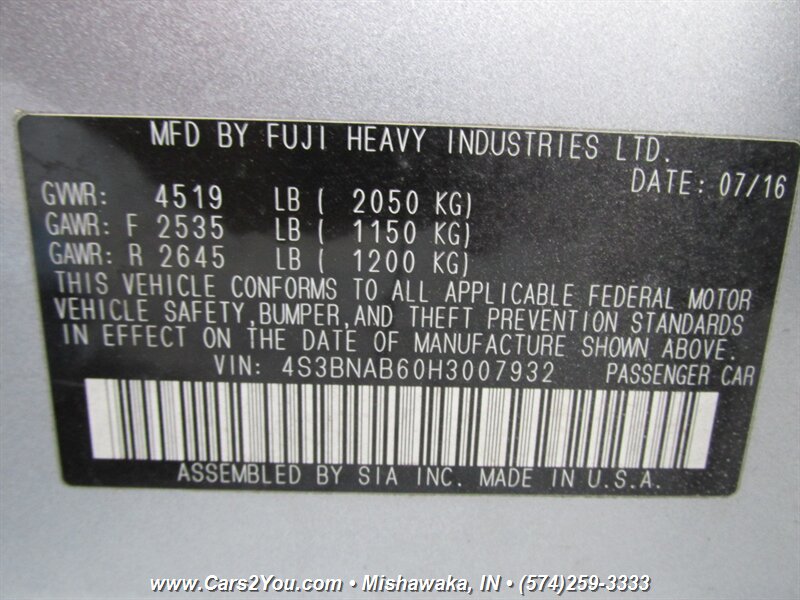 MFD BY FUJI HEAVY INDUSTRIES LTD.
DATE: 07/16
GVWR: 4519 LB ( 2050 KG)
GAWR: F 2535 LB ( 1150 KG)
GAWR: R 2645 LB ( 1200 KG)
THIS VEHICLE CONFORMS TO ALL APPLICABLE FEDERAL MOTOR
VEHICLE SAFETY,BUMPER,AND THEFT PREVENTION STANDARDS
IN EFFECT ON THE DATE OF MANUFACTURE SHOWN ABOVE.
VIN: 4S3BNAB60H3007932 PASSENGER CAR
ASSEMBLED BY SIA INC. MADE IN U.S.A.
www.Cars2You.com • Mishawaka, IN • (574)259-3333